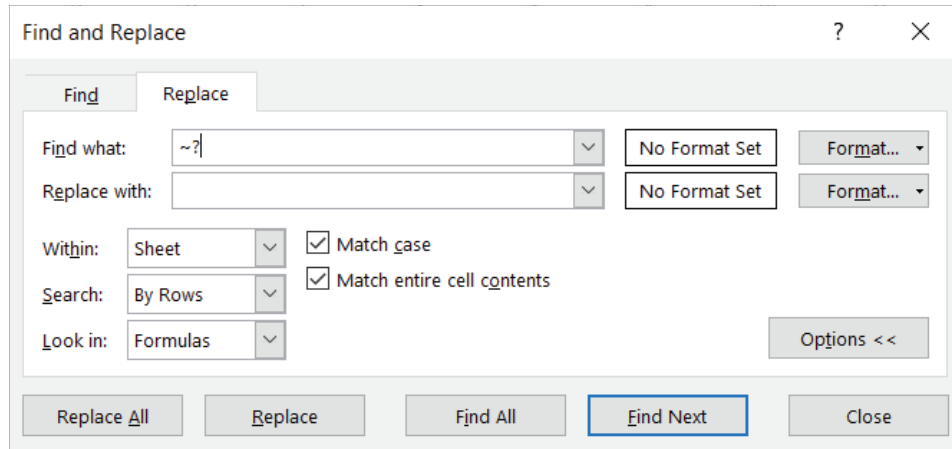 Find and Replace ?
Find Replace
Find what: ~? No Format Set Format...
Replace with: No Format Set Format...
Within: Sheet Match case
Match entire cell contents
Search: By Rows
Look in: Formulas Options <<
Replace All Replace Find All Find Next Close